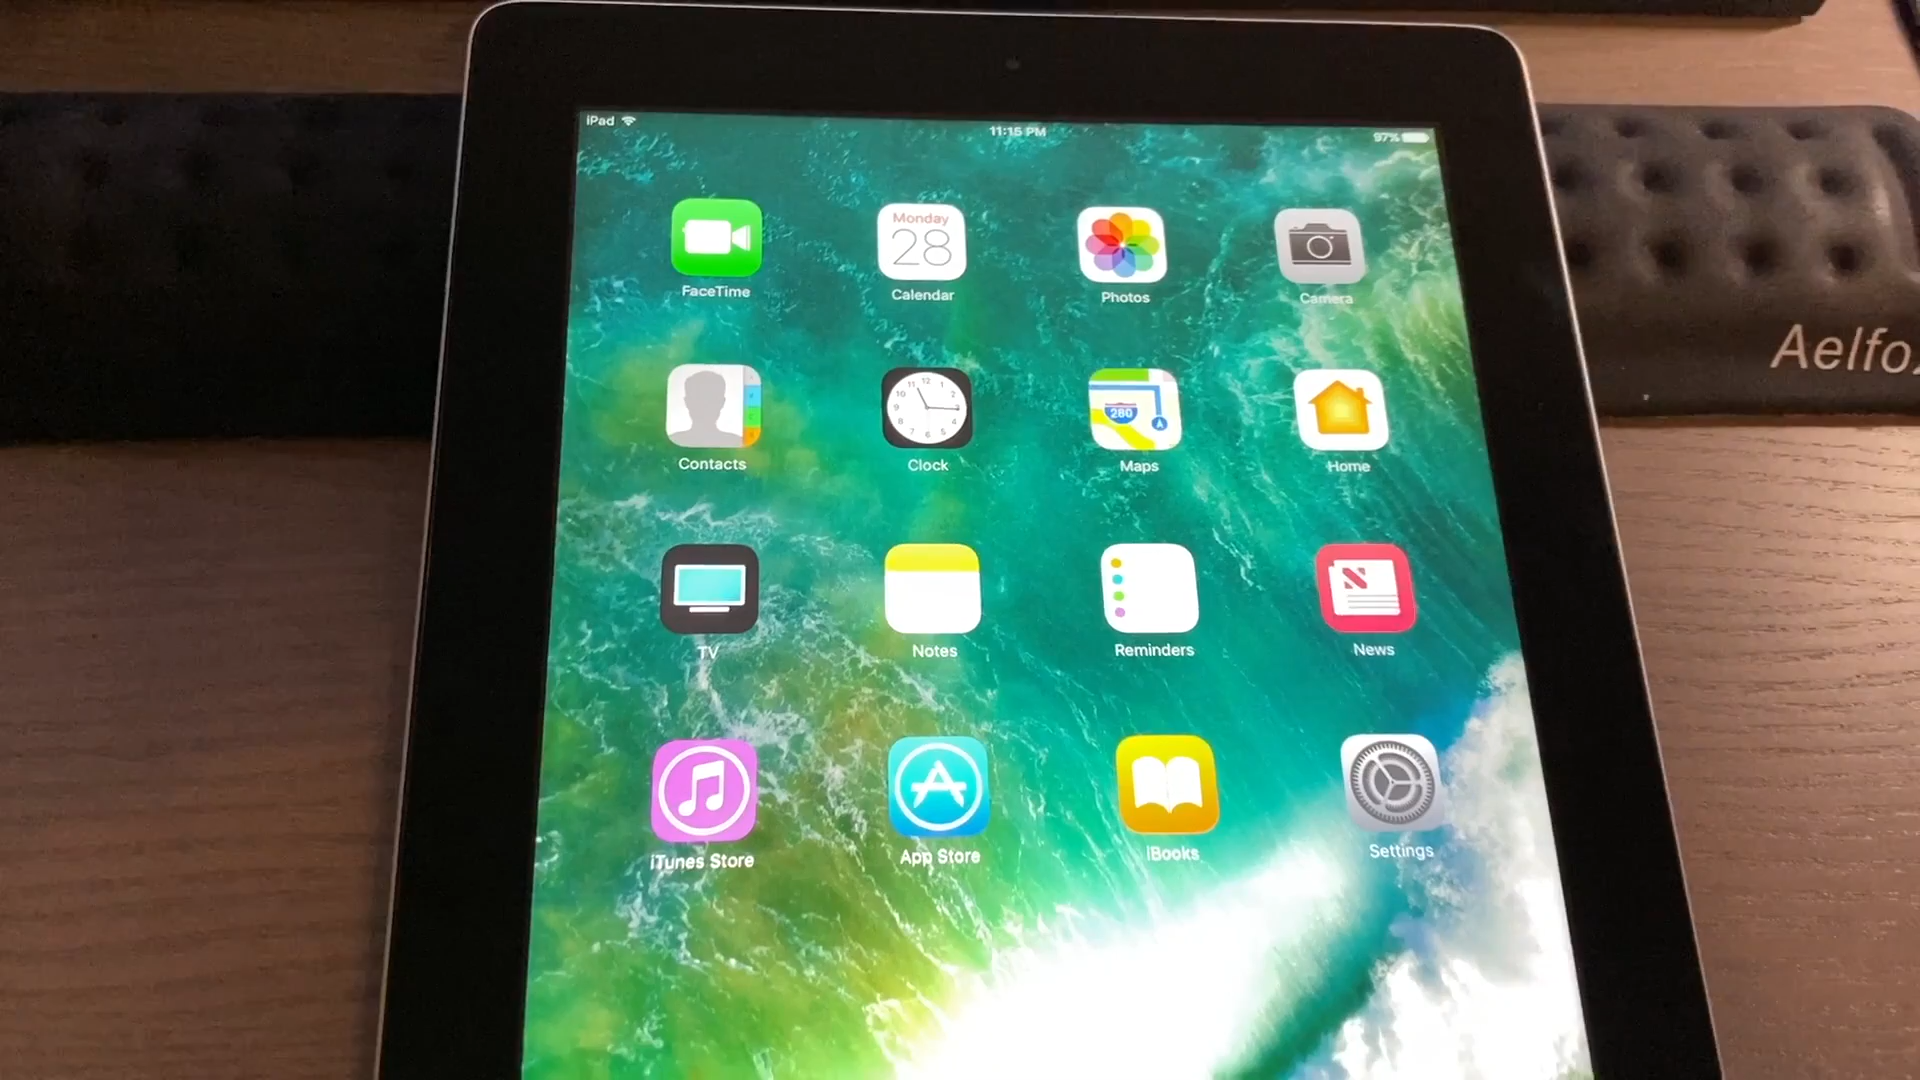 iPad
11:15 PM
97%
FaceTime
Monday
28
Calendar
Photos
Camera
Contacts
Clock
280
Maps
Home
TV
Notes
Reminders
News
iTunes Store
App Store
iBooks
Settings
Aelfo